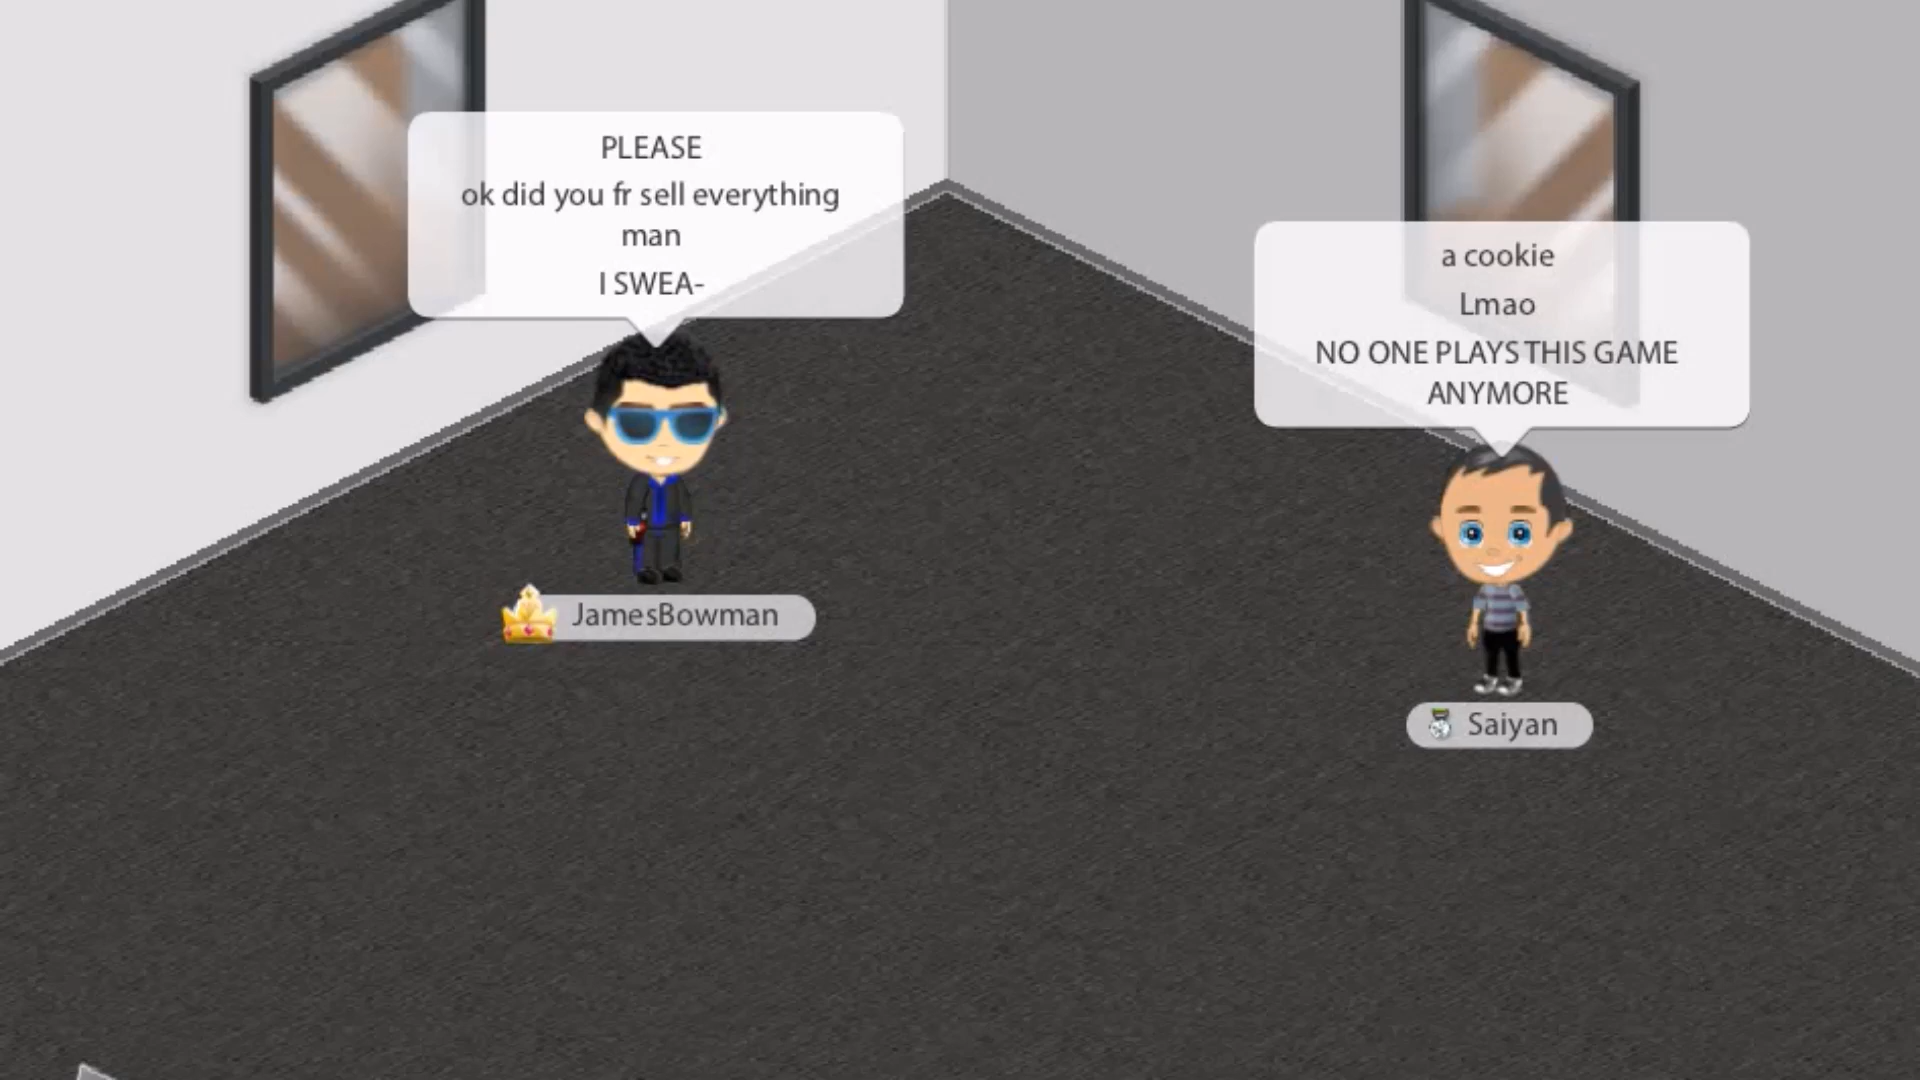 PLEASE
ok did you fr sell everything
man
I SWEA-
a cookie
Lmao
NO ONE PLAYS THIS GAME
ANYMORE
JamesBowman
Saiyan